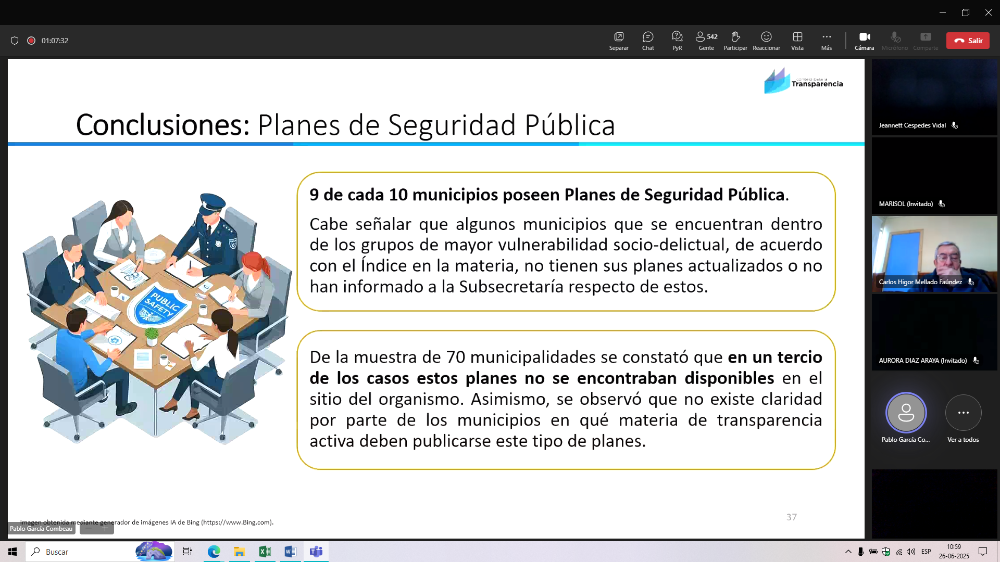 01:07:32
Separar
Chat
PyR
542
Gente
Participar
Reaccionar
Vista
Más
Cámara
Micrófono
Comparte
Salir
consejo para la
Transparencia
Conclusiones: Planes de Seguridad Pública
9 de cada 10 municipios poseen Planes de Seguridad Pública.
Cabe señalar que algunos municipios que se encuentran dentro
de los grupos de mayor vulnerabilidad socio-delictual, de acuerdo
con el Índice en la materia, no tienen sus planes actualizados o no
han informado a la Subsecretaría respecto de estos.
PUBLIC
SAFETY
De la muestra de 70 municipalidades se constató que en un tercio
de los casos estos planes no se encontraban disponibles en el
sitio del organismo. Asimismo, se observó que no existe claridad
por parte de los municipios en qué materia de transparencia
activa deben publicarse este tipo de planes.
Imagen obtenida mediante generador de imágenes IA de Bing (https://www.Bing,com).
37
Pablo García Combeau
Jeannett Cespedes Vidal
MARISOL (Invitado)
Carlos Higor Mellado Faúndez
AURORA DIAZ ARAYA (Invitado)
Pablo García Co...
Ver a todos
Buscar
ESP
10:59
26-06-2025